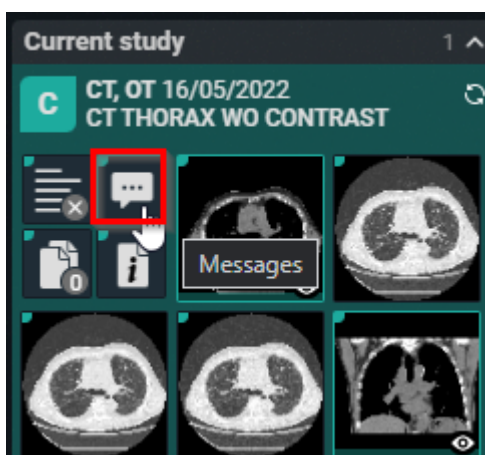 Current study 1
C CT, OT 16/05/2022
CT THORAX WO CONTRAST
0 i
Messages